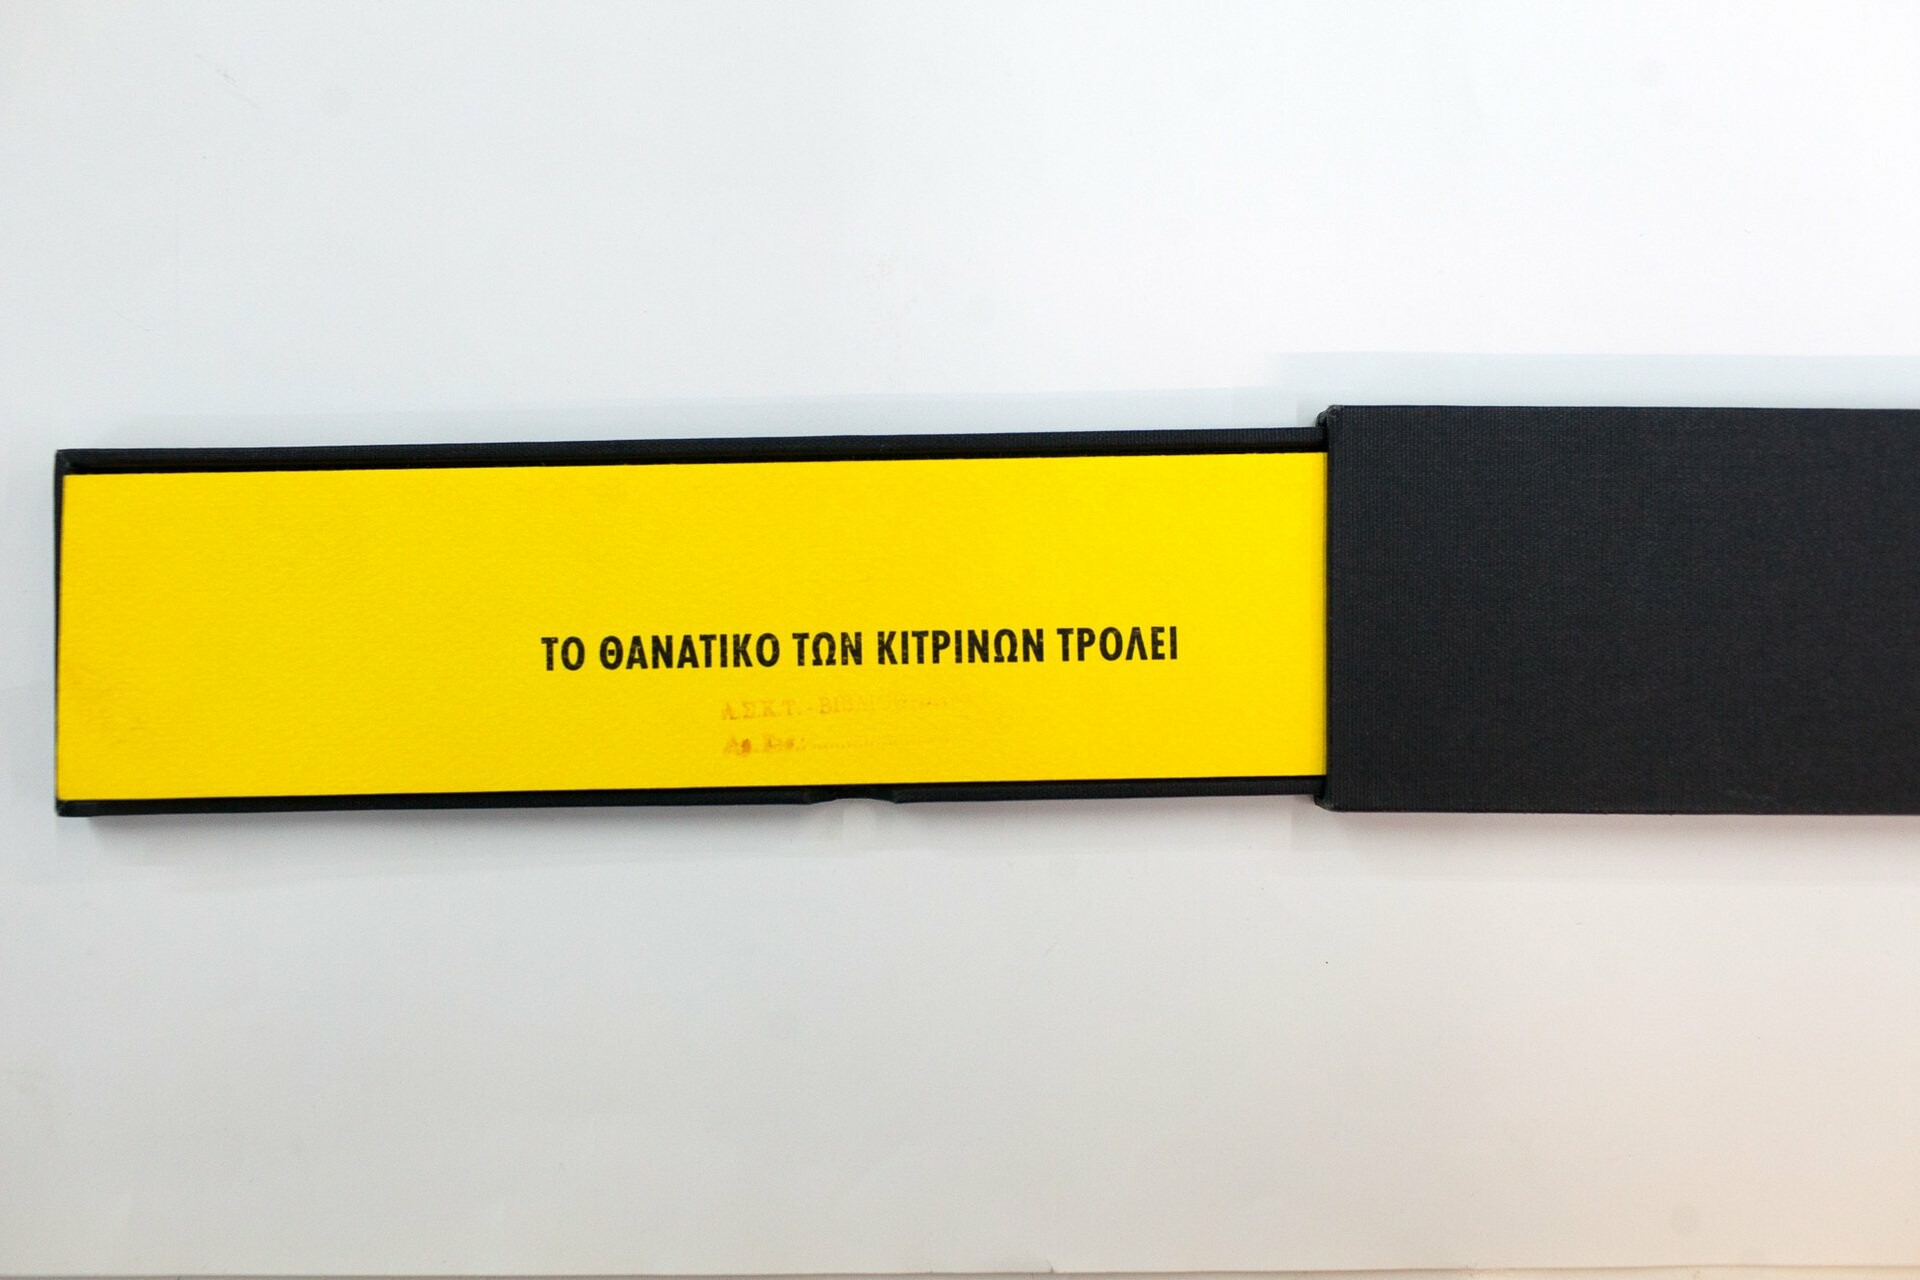 ΤΟ ΘΑΝΑΤΙΚΟ ΤΩΝ ΚΙΤΡΙΝΩΝ ΤΡΟΛΕΙ
Α.Σ.Κ.Τ. -